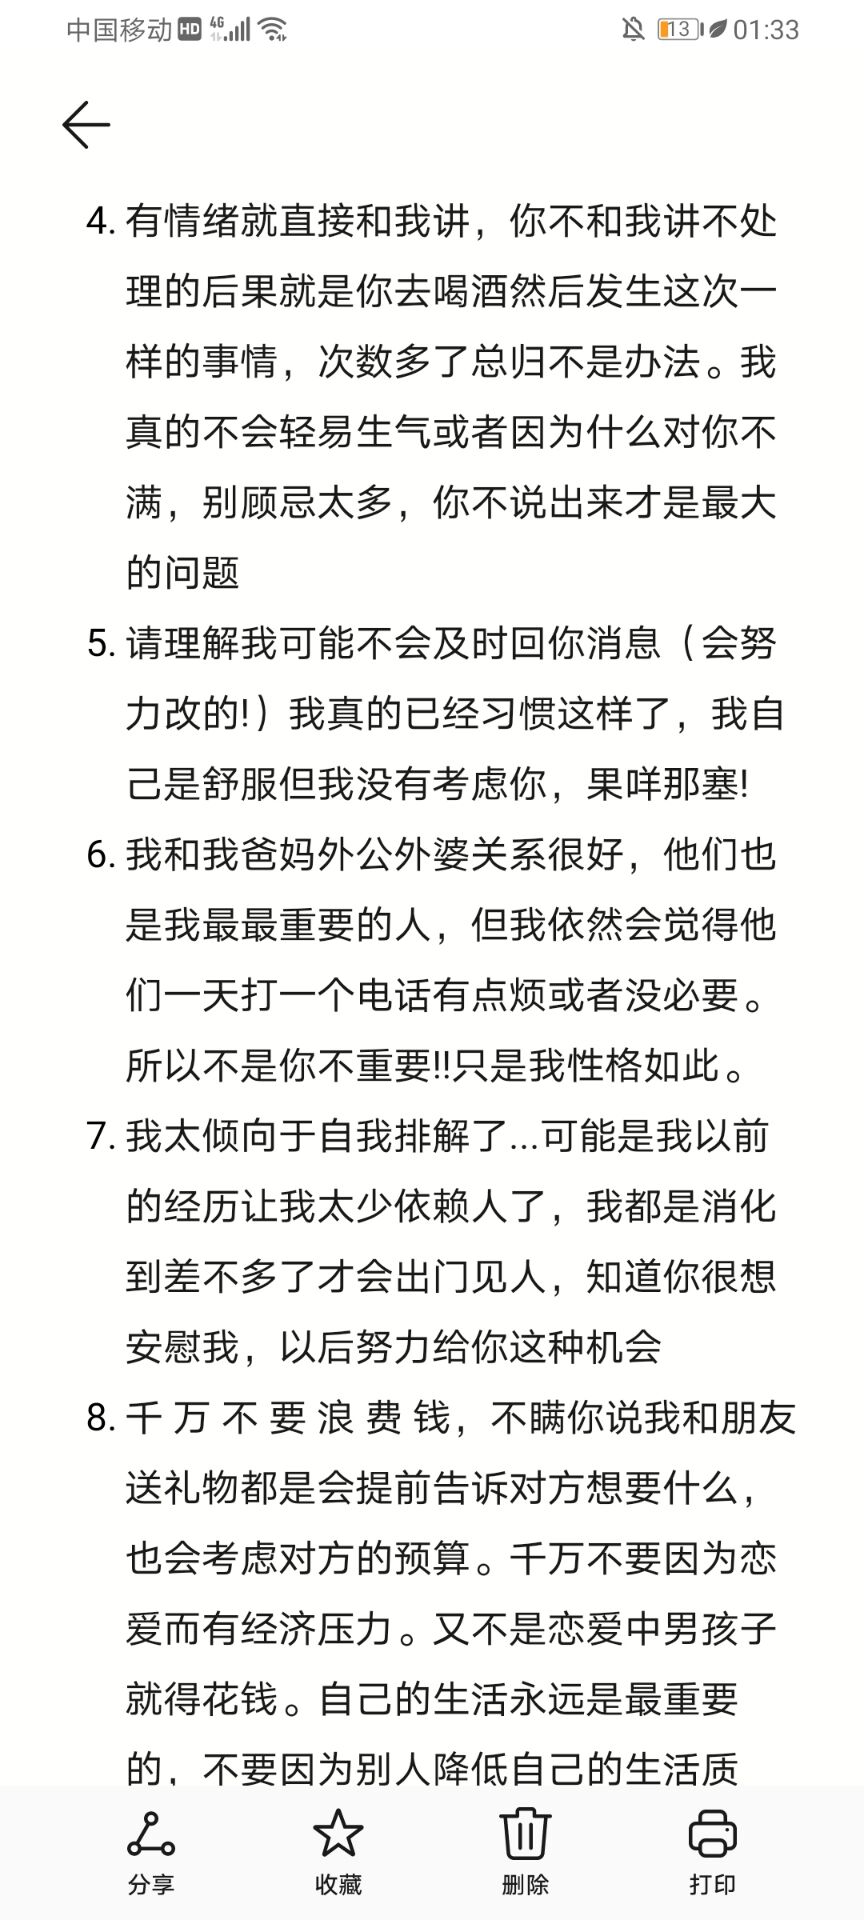 中国移动 HD 4G 13 01:33
4. 有情绪就直接和我讲，你不和我讲不处
理的后果就是你去喝酒然后发生这次一
样的事情，次数多了总归不是办法。我
真的不会轻易生气或者因为什么对你不
满，别顾忌太多，你不说出来才是最大
的问题
5. 请理解我可能不会及时回你消息（会努
力改的!）我真的已经习惯这样了，我自
己是舒服但我没有考虑你，果咩那塞!
6. 我和我爸妈外公外婆关系很好，他们也
是我最最重要的人，但我依然会觉得他
们一天打一个电话有点烦或者没必要。
所以不是你不重要!!只是我性格如此。
7. 我太倾向于自我排解了...可能是我以前
的经历让我太少依赖人了，我都是消化
到差不多了才会出门见人，知道你很想
安慰我，以后努力给你这种机会
8. 千 万 不 要 浪 费 钱，不瞒你说我和朋友
送礼物都是会提前告诉对方想要什么，
也会考虑对方的预算。千万不要因为恋
爱而有经济压力。又不是恋爱中男孩子
就得花钱。自己的生活永远是最重要
的，不要因为别人降低自己的生活质
分享 收藏 删除 打印